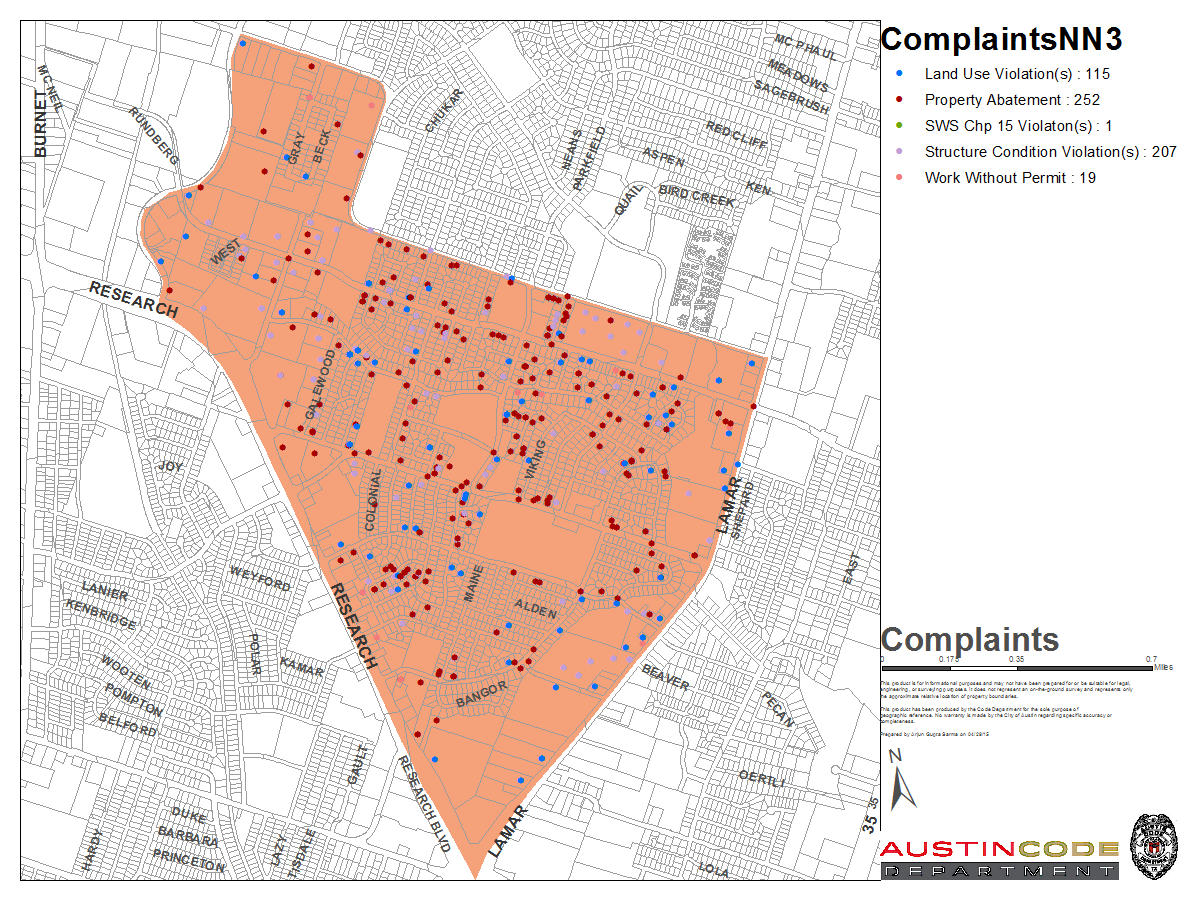 ComplaintsNN3
Land Use Violation(s) : 115
Property Abatement : 252
SWS Chp 15 Violaton(s) : 1
Structure Condition Violation(s) : 207
Work Without Permit : 19
MC PHAUL
MEADOWS
SAGEBRUSH
MC NEIL
BURNET
RUNDBERG
CHUKAR
GRAY
BECK
NEANS
PARKFIELD
RED CLIFF
ASPEN
KEN
QUAIL
BIRD CREEK
WEST
RESEARCH
GALEWOOD
JOY
COLONIAL
VIKING
LAMAR
SHEPARD
EAST
WEYFORD
LANIER
KENBRIDGE
RESEARCH
MAINE
ALDEN
POLAR
KAMAR
WOOTEN
POMPTON
BELFORD
BANGOR
BEAVER
PECAN
GAULT
RESEARCH BLVD
OERTLI
DUKE
BARBARA
PRINCETON
HARDY
LAZY
TISDALE
LAMAR
LOLA
35
35
Complaints
0 0.175 0.35 0.7
Miles
This product is for informational purposes and may not have been prepared for or be suitable for legal,
engineering, or surveying purposes. It does not represent an on-the-ground survey and represents only
the approximate relative location of property boundaries.
This product has been produced by the Code Department for the sole purpose of
geographic reference. No warranty is made by the City of Austin regarding specific accuracy or
completeness.
Prepared by Arjun Gupta Sarma on 04/28/15
N
AUSTINCODE
DEPARTMENT